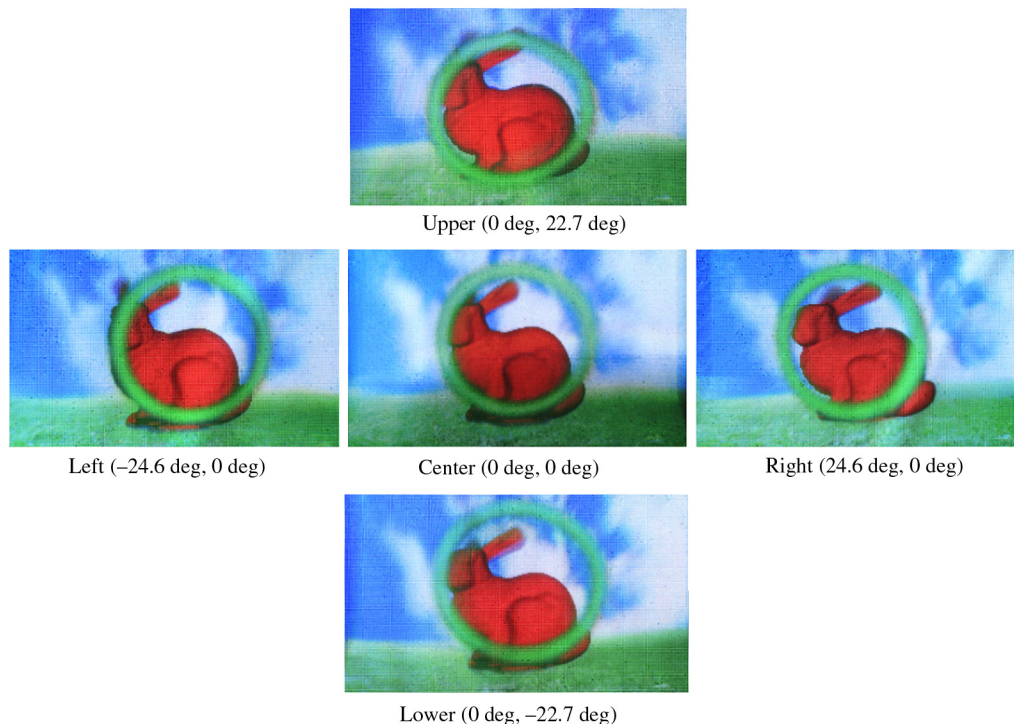 Upper (0 deg, 22.7 deg)
Left (–24.6 deg, 0 deg)
Center (0 deg, 0 deg)
Right (24.6 deg, 0 deg)
Lower (0 deg, –22.7 deg)